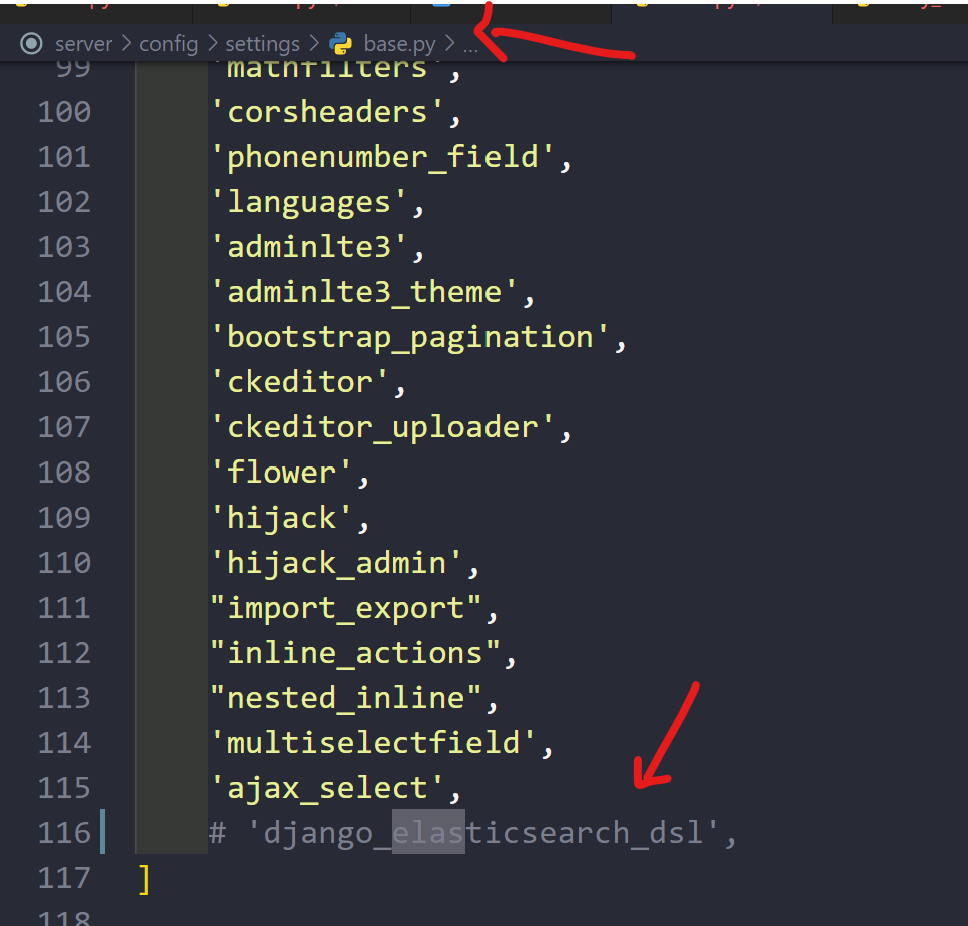 server > config > settings > base.py > ...
99 'mathfilters',
100 'corsheaders',
101 'phonenumber_field',
102 'languages',
103 'adminlte3',
104 'adminlte3_theme',
105 'bootstrap_pagination',
106 'ckeditor',
107 'ckeditor_uploader',
108 'flower',
109 'hijack',
110 'hijack_admin',
111 "import_export",
112 "inline_actions",
113 "nested_inline",
114 'multiselectfield',
115 'ajax_select',
116 # 'django_elasticsearch_dsl',
117 ]
118